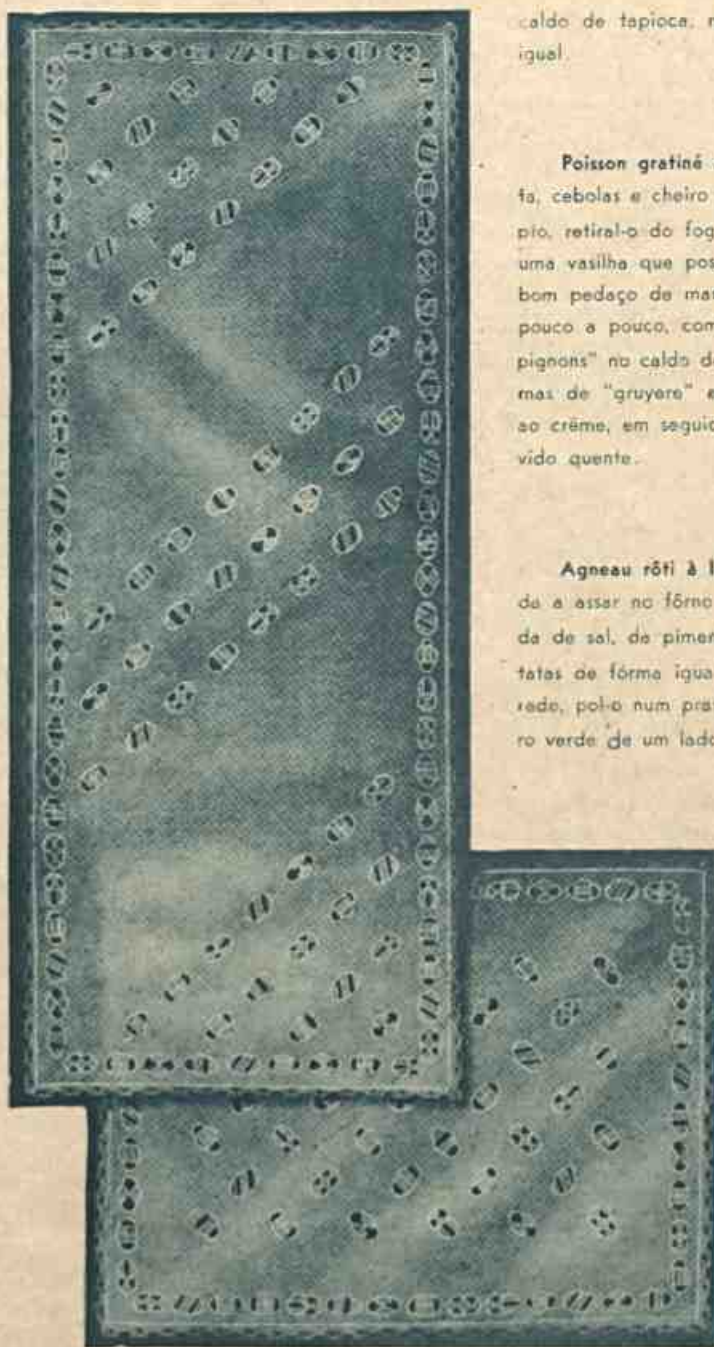 caldo de tapioca,
igual.
Poisson gratiné
fa, cebolas e cheiro
pio, retiral-o do fog
uma vasilha que pos
bom pedaço de mar
pouco a pouco, com
pignons" no caldo d
mas de "gruyere" e
ao crême, em seguid
vido quente.
Agneau rôti à l
da a assar no fôrno
da de sal, de pimen
tatas de fórma igua
rado, pol-o num pra
ro verde de um lado